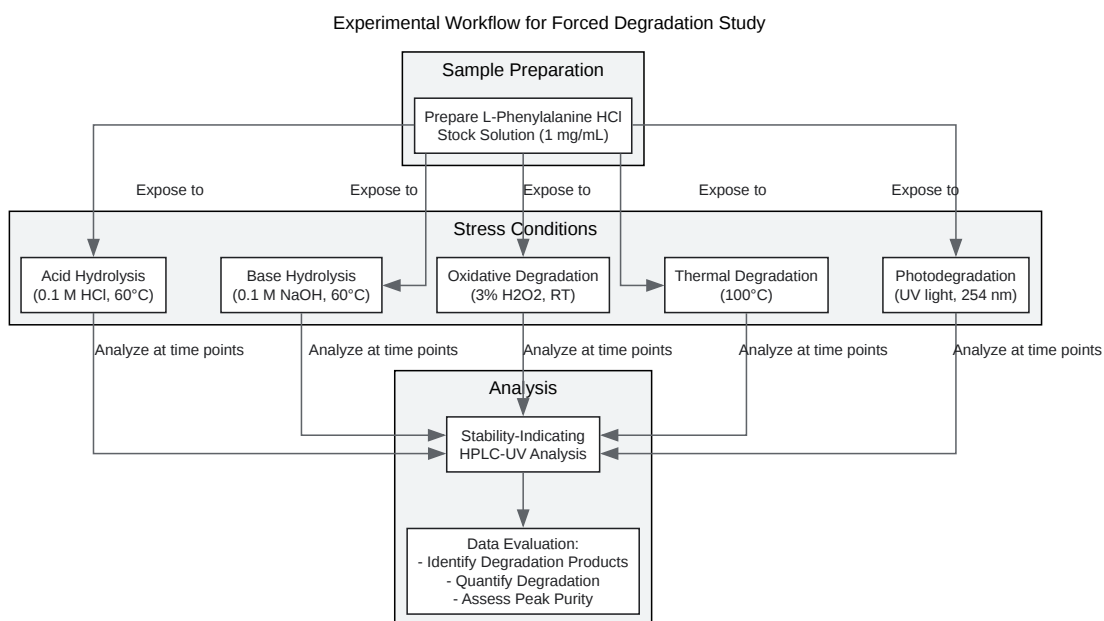 Experimental Workflow for Forced Degradation Study
Sample Preparation
Prepare L-Phenylalanine HCl
Stock Solution (1 mg/mL)
Expose to
Expose to
Expose to
Expose to
Expose to
Stress Conditions
Acid Hydrolysis
(0.1 M HCl, 60°C)
Base Hydrolysis
(0.1 M NaOH, 60°C)
Oxidative Degradation
(3% H2O2, RT)
Thermal Degradation
(100°C)
Photodegradation
(UV light, 254 nm)
Analyze at time points
Analyze at time points
Analyze at time points
Analyze at time points
Analyze at time points
Analysis
Stability-Indicating
HPLC-UV Analysis
Data Evaluation:
- Identify Degradation Products
- Quantify Degradation
- Assess Peak Purity